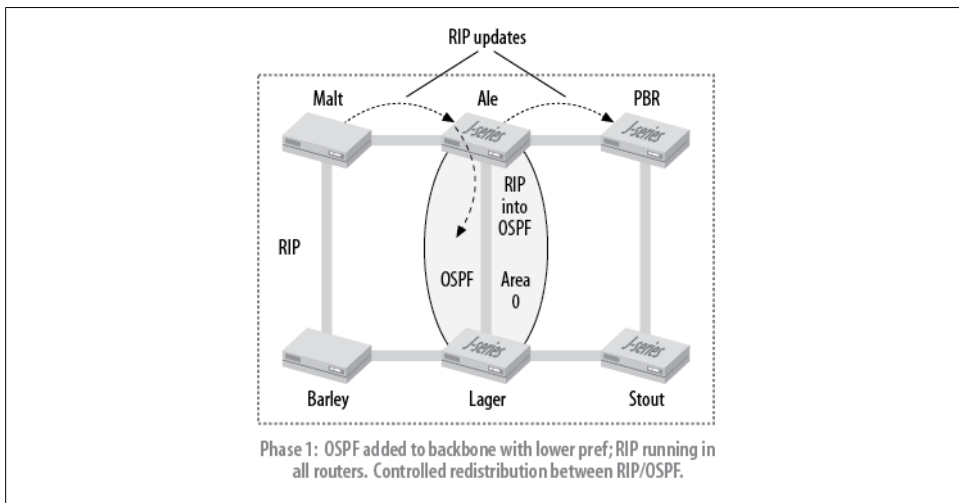 RIP updates
Malt
Ale
PBR
J-series
J-series
RIP
into
OSPF
RIP
OSPF
Area
0
J-series
J-series
Barley
Lager
Stout
Phase 1: OSPF added to backbone with lower pref; RIP running in
all routers. Controlled redistribution between RIP/OSPF.